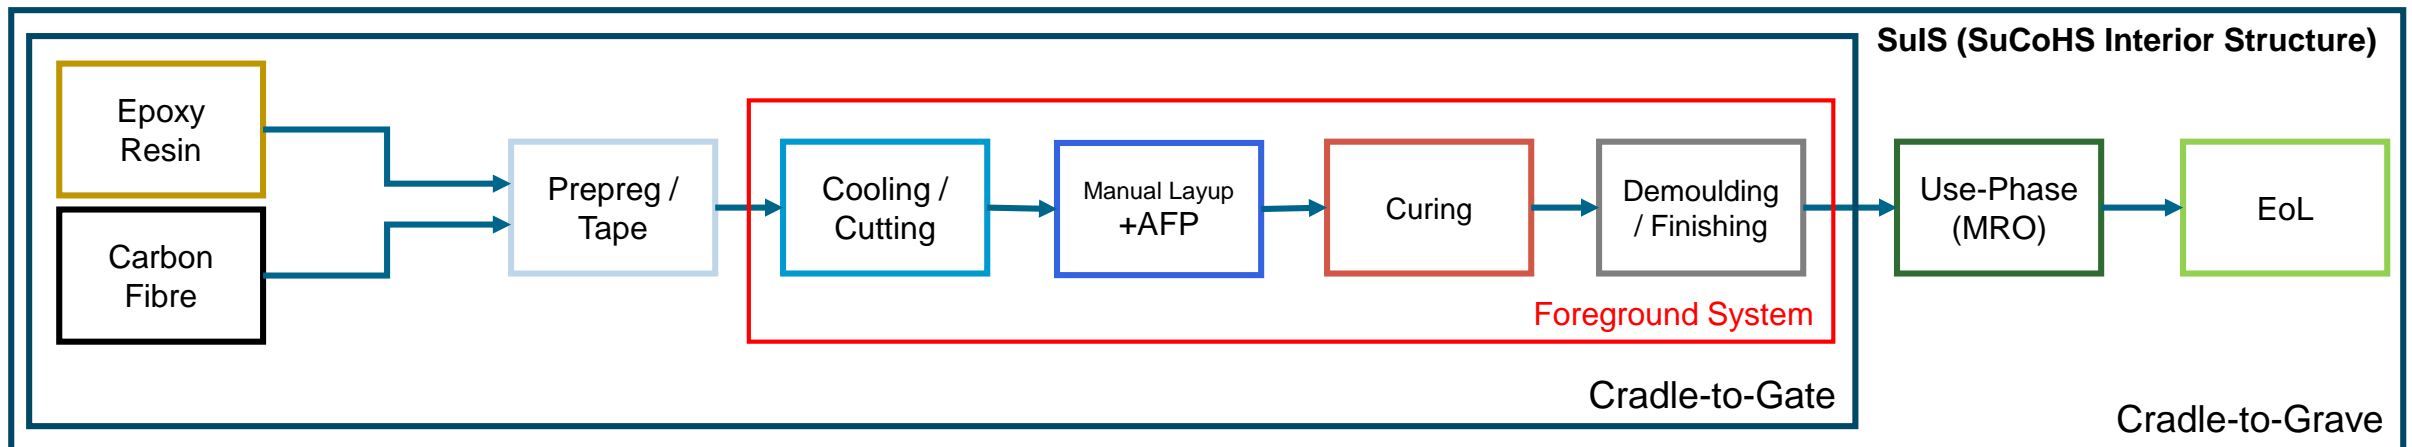 SuIS (SuCoHS Interior Structure)
Epoxy
Resin
Carbon
Fibre
Prepreg /
Tape
Cooling /
Cutting
Manual Layup
+AFP
Curing
Demoulding
/ Finishing
Use-Phase
(MRO)
EoL
Foreground System
Cradle-to-Gate
Cradle-to-Grave